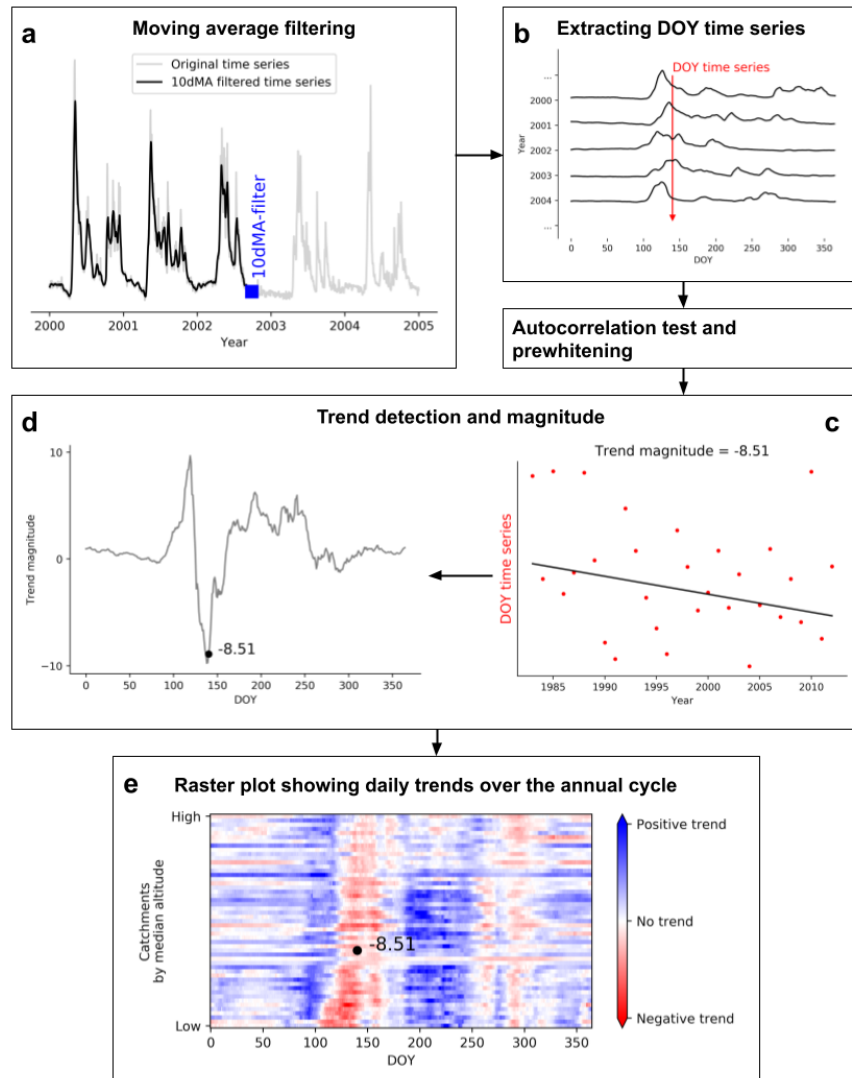 a
Moving average filtering
Original time series
10dMA filtered time series
10dMA-filter
2000
2001
2002
2003
2004
2005
Year
b
Extracting DOY time series
DOY time series
...
2000
2001
2002
2003
2004
...
Year
0
50
100
150
200
250
300
350
DOY
Autocorrelation test and
prewhitening
d
Trend detection and magnitude
c
10
0
−10
Trend magnitude
-8.51
0
50
100
150
200
250
300
350
DOY
Trend magnitude = -8.51
DOY time series
1985
1990
1995
2000
2005
2010
Year
e
Raster plot showing daily trends over the annual cycle
High
Low
Catchments
by median altitude
-8.51
0
50
100
150
200
250
300
350
DOY
Positive trend
No trend
Negative trend